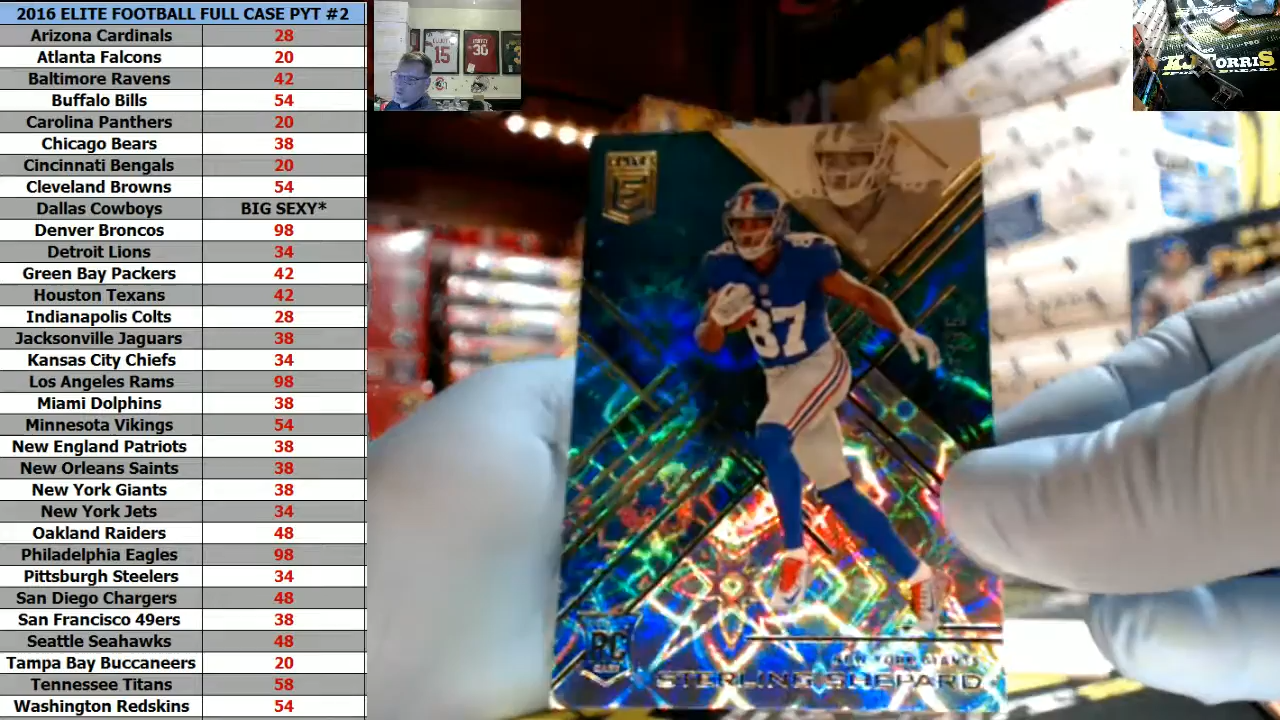 2016 ELITE FOOTBALL FULL CASE PYT #2
Arizona Cardinals 28
Atlanta Falcons 20
Baltimore Ravens 42
Buffalo Bills 54
Carolina Panthers 20
Chicago Bears 38
Cincinnati Bengals 20
Cleveland Browns 54
Dallas Cowboys BIG SEXY*
Denver Broncos 98
Detroit Lions 34
Green Bay Packers 42
Houston Texans 42
Indianapolis Colts 28
Jacksonville Jaguars 38
Kansas City Chiefs 34
Los Angeles Rams 98
Miami Dolphins 38
Minnesota Vikings 54
New England Patriots 38
New Orleans Saints 38
New York Giants 38
New York Jets 34
Oakland Raiders 48
Philadelphia Eagles 98
Pittsburgh Steelers 34
San Diego Chargers 48
San Francisco 49ers 38
Seattle Seahawks 48
Tampa Bay Buccaneers 20
Tennessee Titans 58
Washington Redskins 54
15
30
KJ TORRIS
ELITE
E
87
RC
NEW YORK GIANTS
STERLING SHEPARD